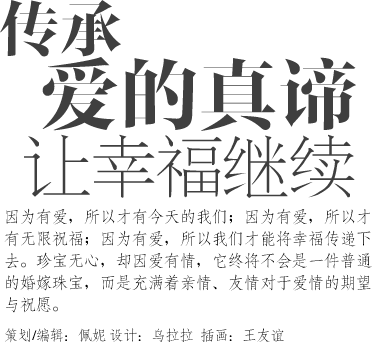 传承
爱的真谛
让幸福继续
因为有爱，所以才有今天的我们；因为有爱，所以才
有无限祝福；因为有爱，所以我们才能将幸福传递下
去。珍宝无心，却因爱有情，它终将不会是一件普通
的婚嫁珠宝，而是充满着亲情、友情对于爱情的期望
与祝愿。
策划/编辑：佩妮 设计：乌拉拉 插画：王友谊